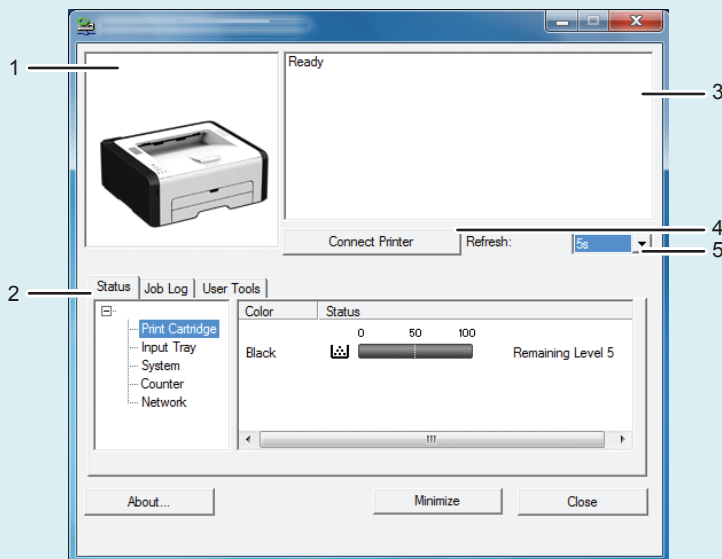 1
Ready
3
Connect Printer
Refresh:
5s
4
5
2
Status
Job Log
User Tools
Print Cartridge
Input Tray
System
Counter
Network
Color
Status
0 50 100
Black
Remaining Level 5
About...
Minimize
Close